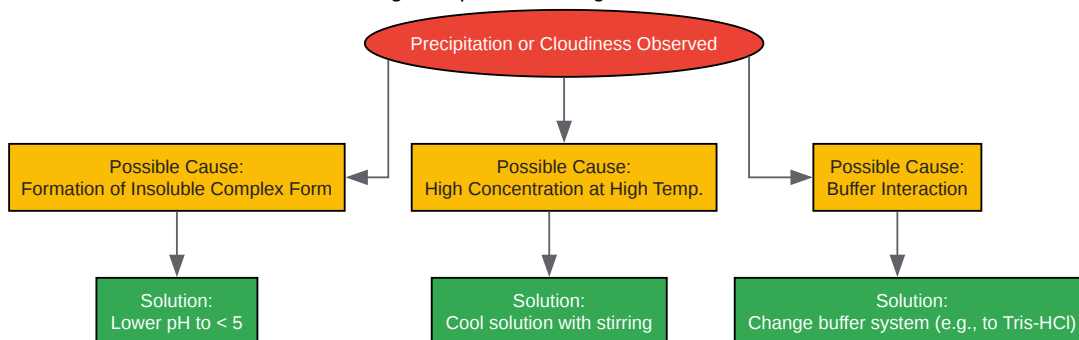 Precipitation or Cloudiness Observed
Possible Cause:
Formation of Insoluble Complex Form
Possible Cause:
High Concentration at High Temp.
Possible Cause:
Buffer Interaction
Solution:
Lower pH to < 5
Solution:
Cool solution with stirring
Solution:
Change buffer system (e.g., to Tris-HCl)